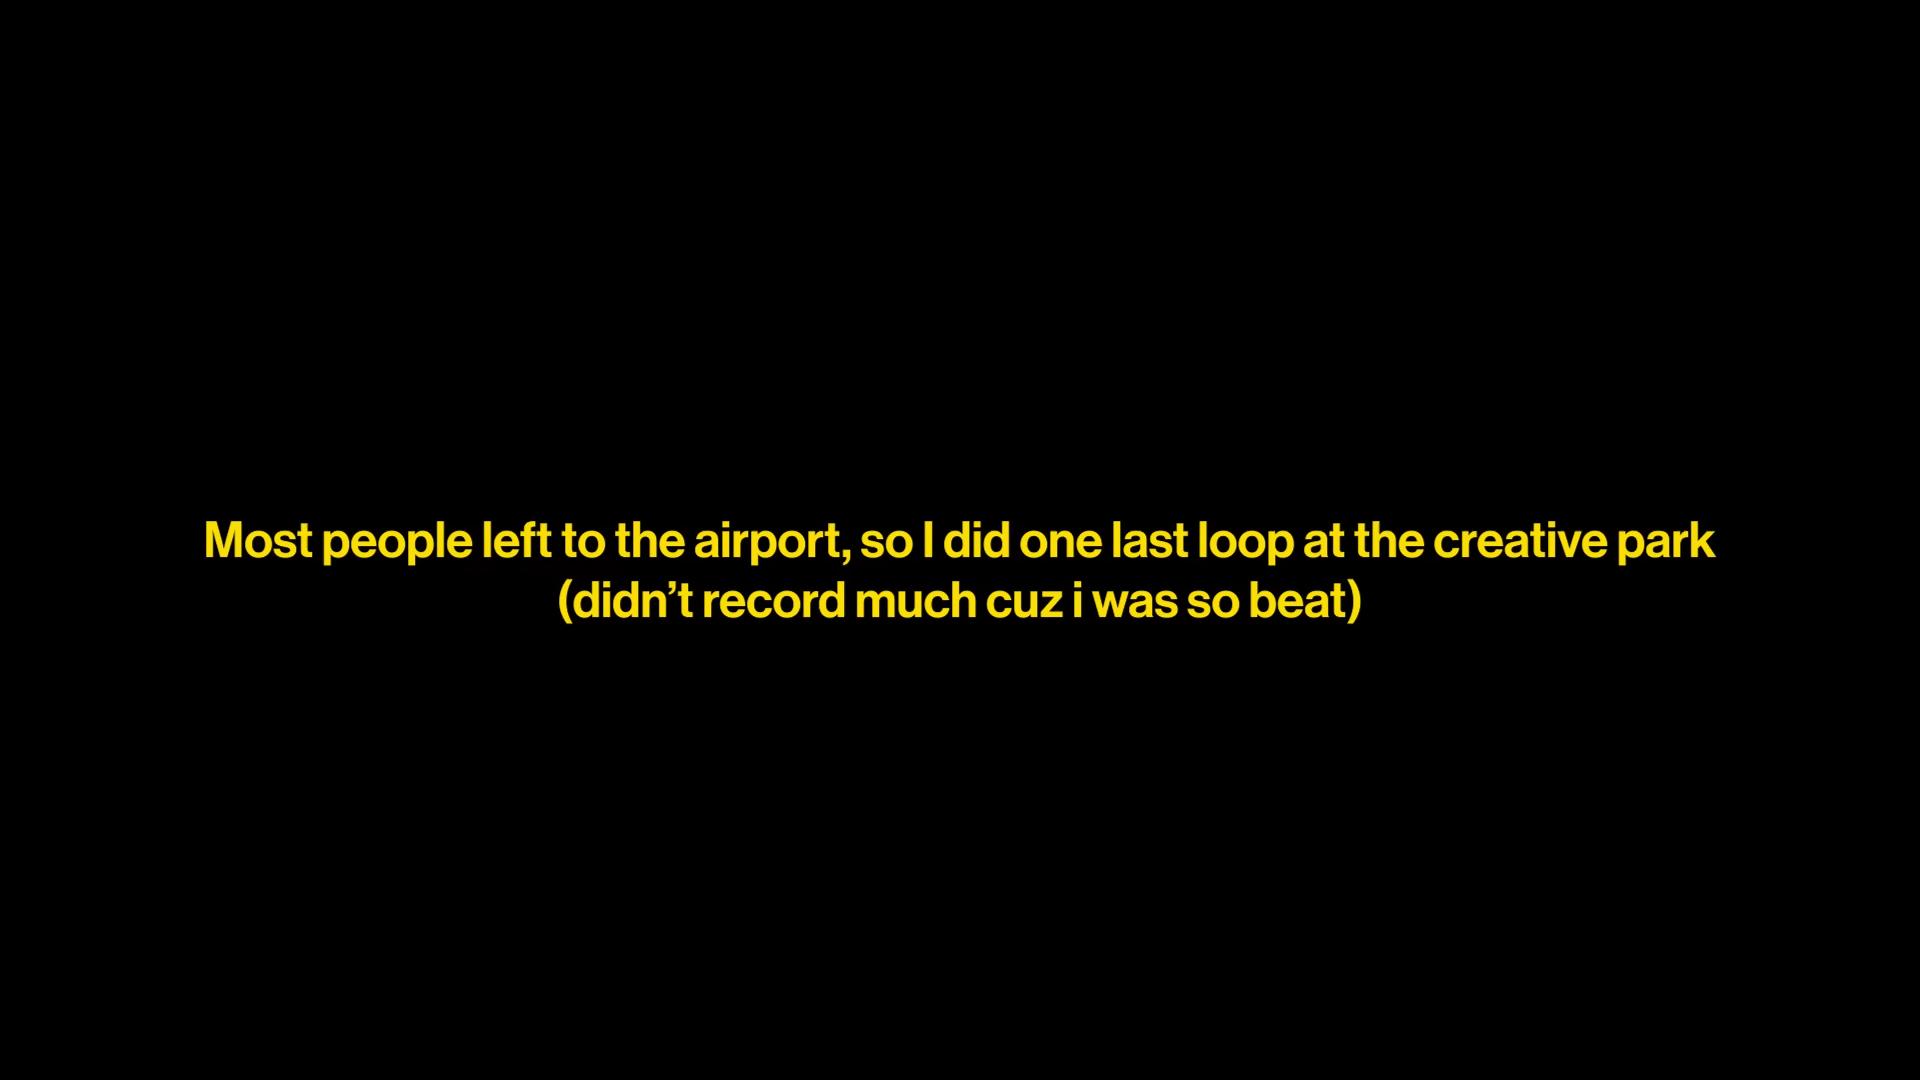 Most people left to the airport, so I did one last loop at the creative park
(didn’t record much cuz i was so beat)